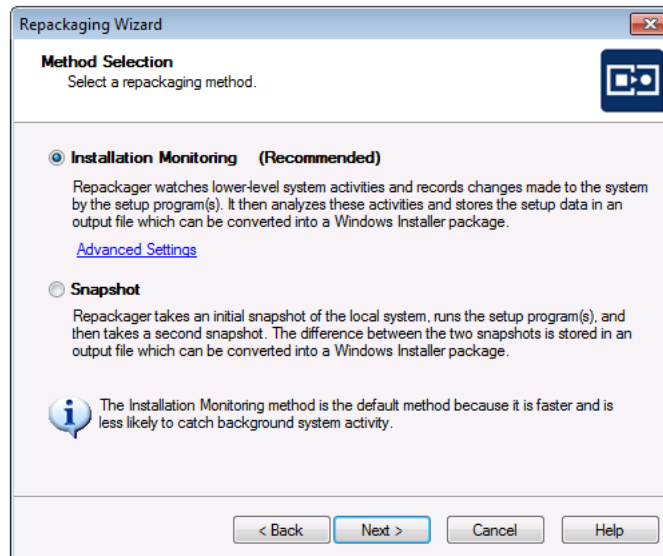 Repackaging Wizard
Method Selection
Select a repackaging method.
Installation Monitoring (Recommended)
Repackager watches lower-level system activities and records changes made to the system
by the setup program(s). It then analyzes these activities and stores the setup data in an
output file which can be converted into a Windows Installer package.
Advanced Settings
Snapshot
Repackager takes an initial snapshot of the local system, runs the setup program(s), and
then takes a second snapshot. The difference between the two snapshots is stored in an
output file which can be converted into a Windows Installer package.
The Installation Monitoring method is the default method because it is faster and is
less likely to catch background system activity.
< Back Next > Cancel Help